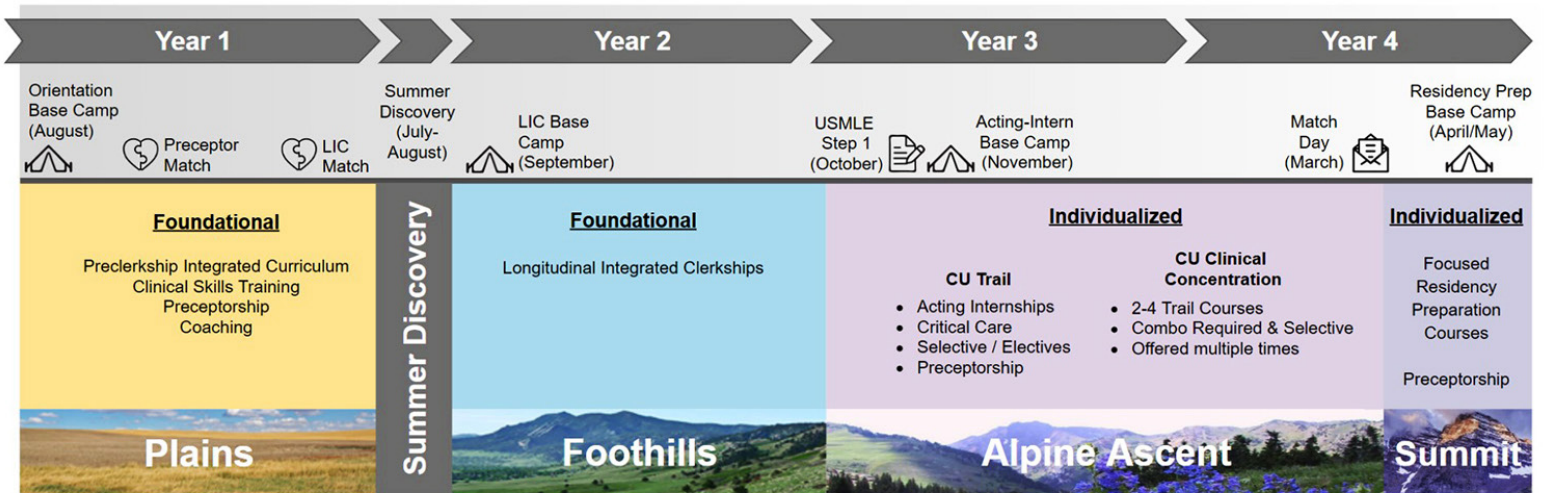 Year 1
Year 2
Year 3
Year 4
Orientation
Base Camp
(August)
Preceptor
Match
LIC
Match
Summer
Discovery
(July-
August)
LIC Base
Camp
(September)
USMLE
Step 1
(October)
Acting-Intern
Base Camp
(November)
Match
Day
(March)
Residency Prep
Base Camp
(April/May)
Foundational
Preclerkship Integrated Curriculum
Clinical Skills Training
Preceptorship
Coaching
Plains
Summer Discovery
Foundational
Longitudinal Integrated Clerkships
Foothills
Individualized
CU Trail
• Acting Internships
• Critical Care
• Selective / Electives
• Preceptorship
CU Clinical
Concentration
• 2-4 Trail Courses
• Combo Required & Selective
• Offered multiple times
Alpine Ascent
Individualized
Focused
Residency
Preparation
Courses
Preceptorship
Summit